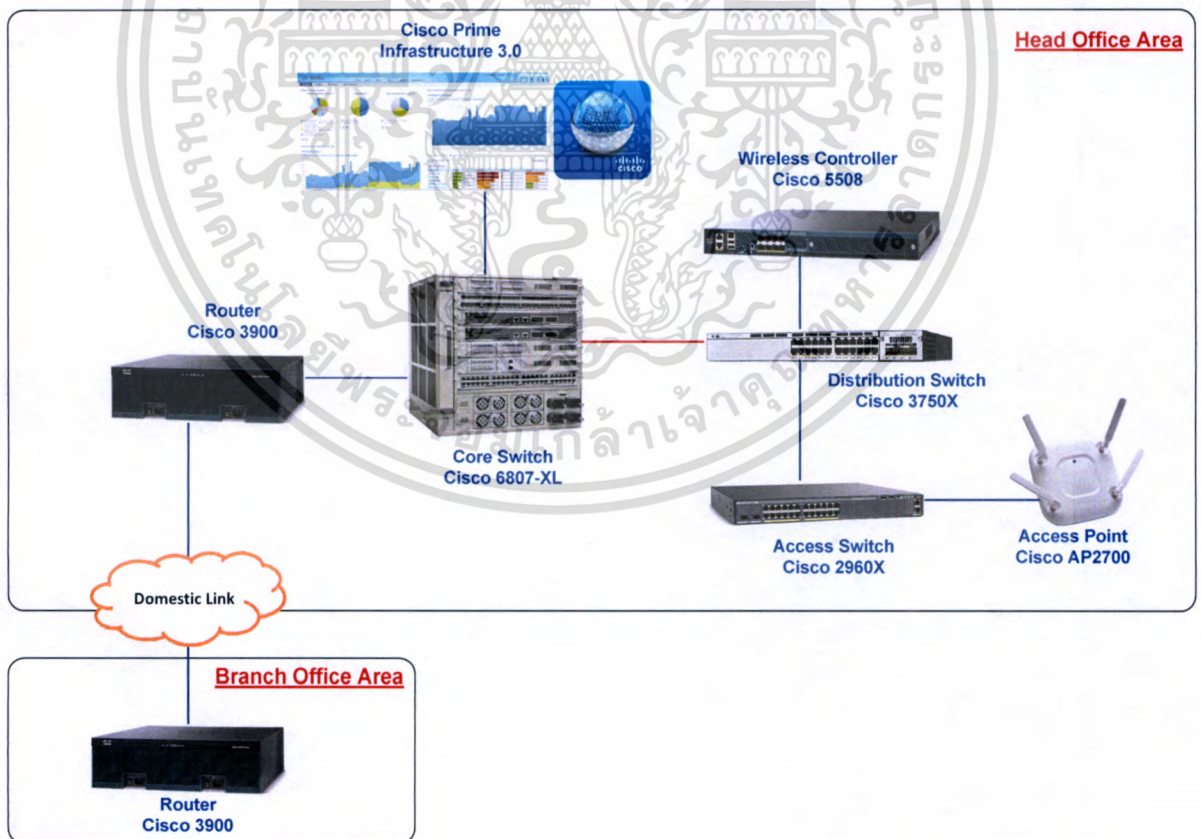 Cisco Prime
Infrastructure 3.0
Head Office Area
CISCO
Wireless Controller
Cisco 5508
Router
Cisco 3900
Distribution Switch
Cisco 3750X
Core Switch
Cisco 6807-XL
Access Switch
Cisco 2960X
Access Point
Cisco AP2700
Domestic Link
Branch Office Area
Router
Cisco 3900